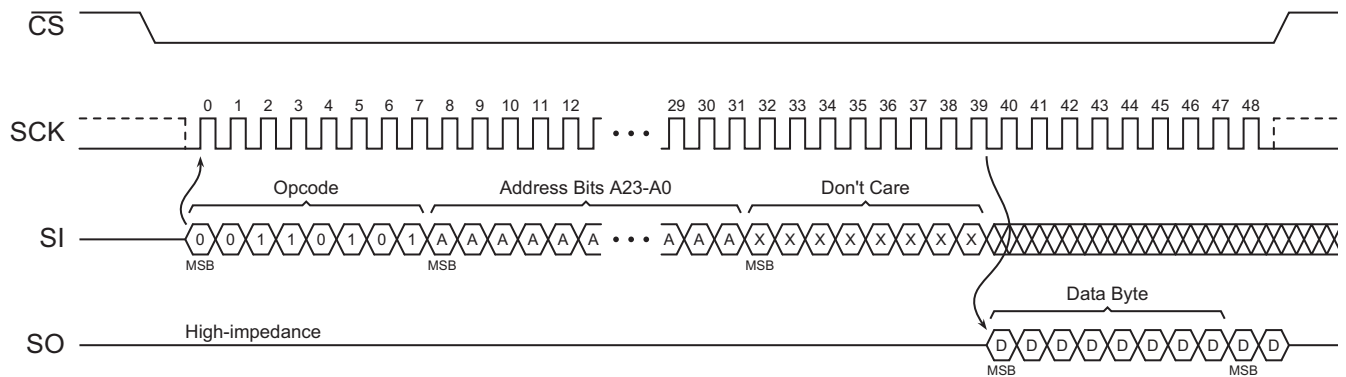 CS
SCK
0 1 2 3 4 5 6 7 8 9 10 11 12 29 30 31 32 33 34 35 36 37 38 39 40 41 42 43 44 45 46 47 48
Opcode Address Bits A23-A0 Don't Care
SI 0 0 1 1 0 1 0 1 A A A A A A A A A X X X X X X X X
MSB MSB MSB
Data Byte
SO High-impedance D D D D D D D D D D
MSB MSB